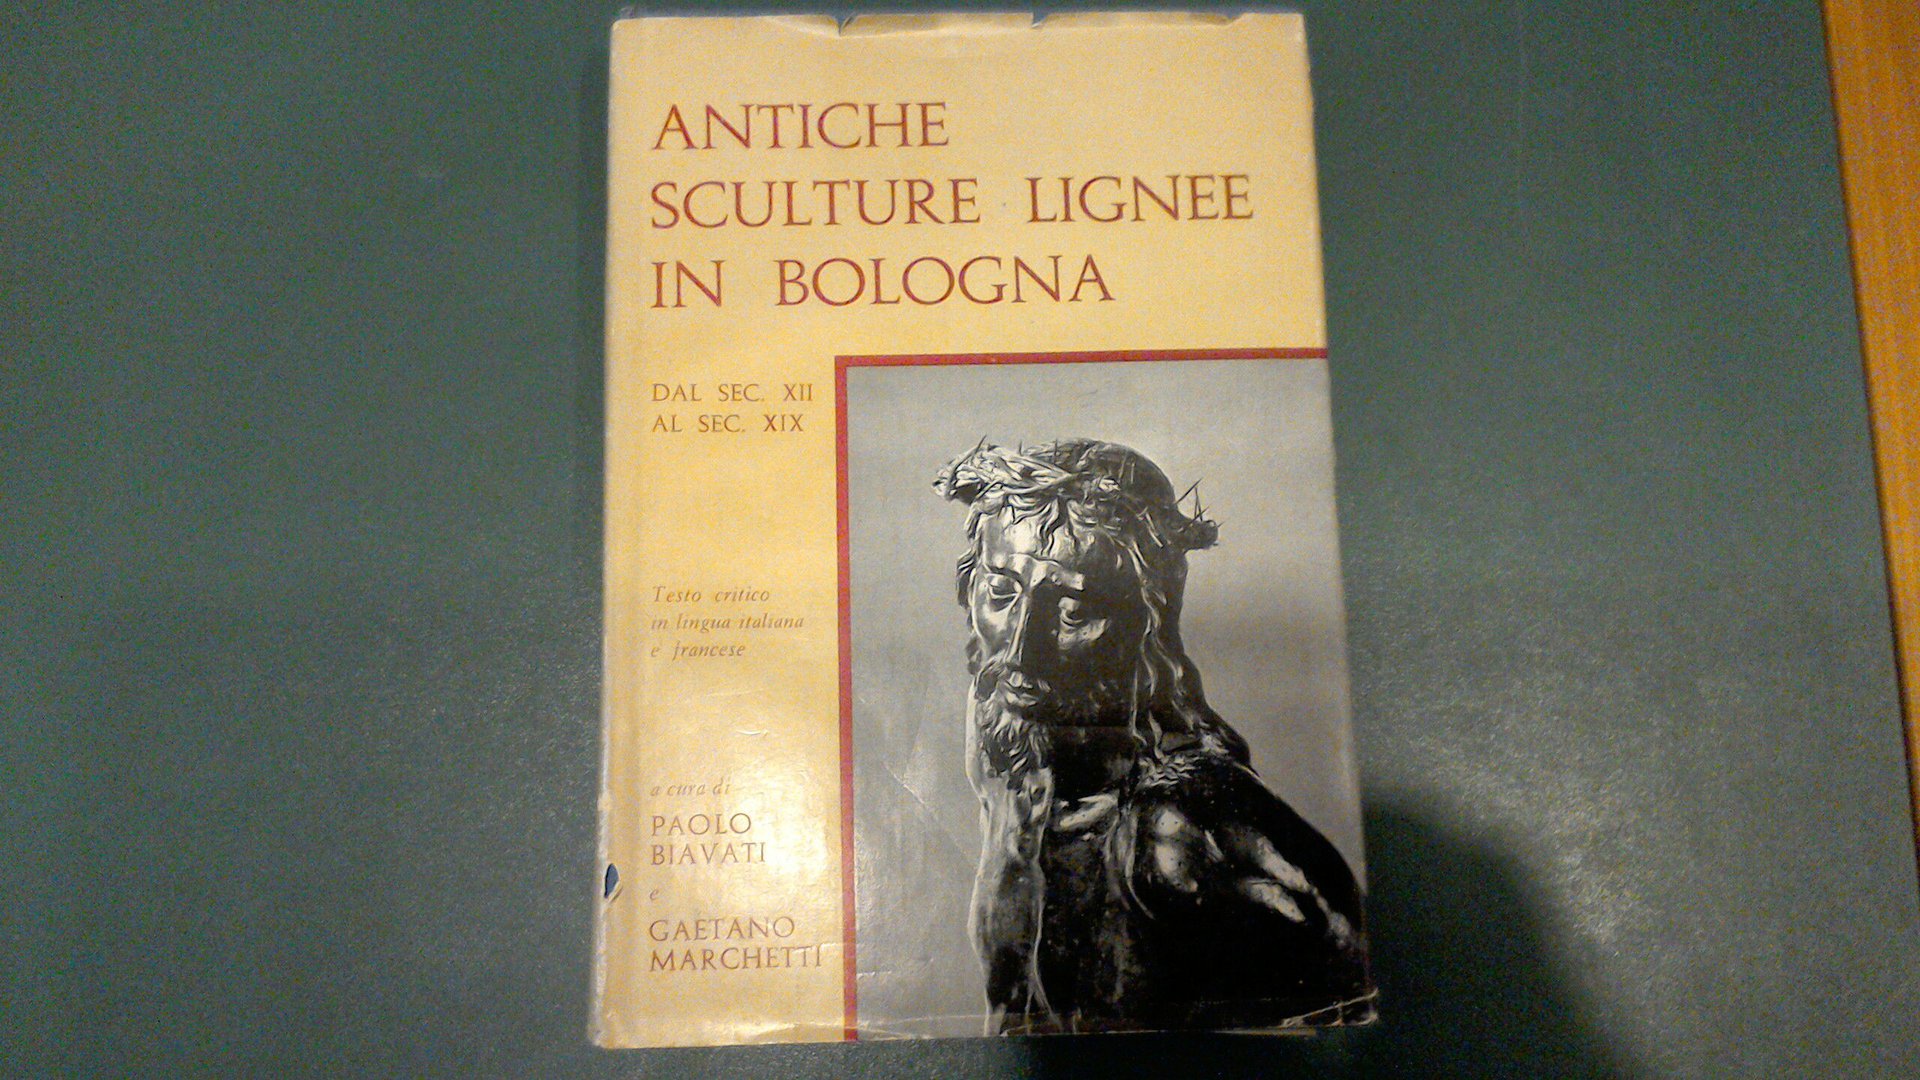 ANTICHE
SCULTURE LIGNEE
IN BOLOGNA
DAL SEC. XII
AL SEC. XIX
Testo critico
in lingua italiana
e francese
a cura di
PAOLO
BIAVATI
e
GAETANO
MARCHETTI